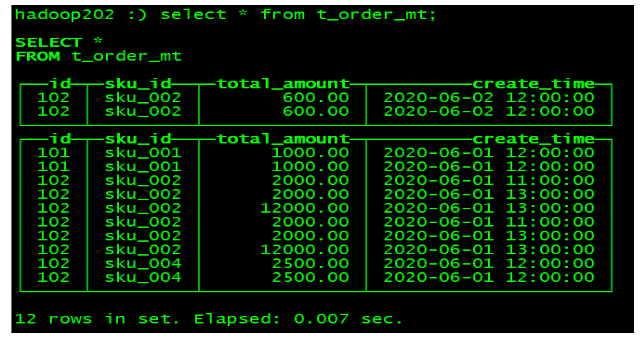 hadoop202 :) select * from t_order_mt;
SELECT *
FROM t_order_mt
id sku_id total_amount create_time
102 sku_002 600.00 2020-06-02 12:00:00
102 sku_002 600.00 2020-06-02 12:00:00
id sku_id total_amount create_time
101 sku_001 1000.00 2020-06-01 12:00:00
101 sku_001 1000.00 2020-06-01 12:00:00
102 sku_002 2000.00 2020-06-01 11:00:00
102 sku_002 2000.00 2020-06-01 13:00:00
102 sku_002 12000.00 2020-06-01 13:00:00
102 sku_002 2000.00 2020-06-01 11:00:00
102 sku_002 2000.00 2020-06-01 13:00:00
102 sku_002 12000.00 2020-06-01 13:00:00
102 sku_004 2500.00 2020-06-01 12:00:00
102 sku_004 2500.00 2020-06-01 12:00:00
12 rows in set. Elapsed: 0.007 sec.